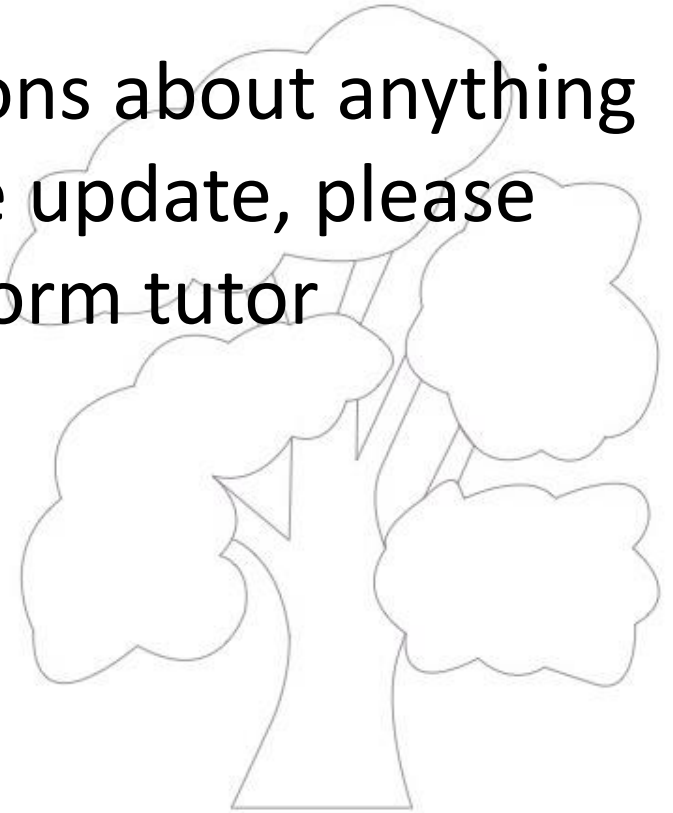 ons about anything
e update, please
orm tutor